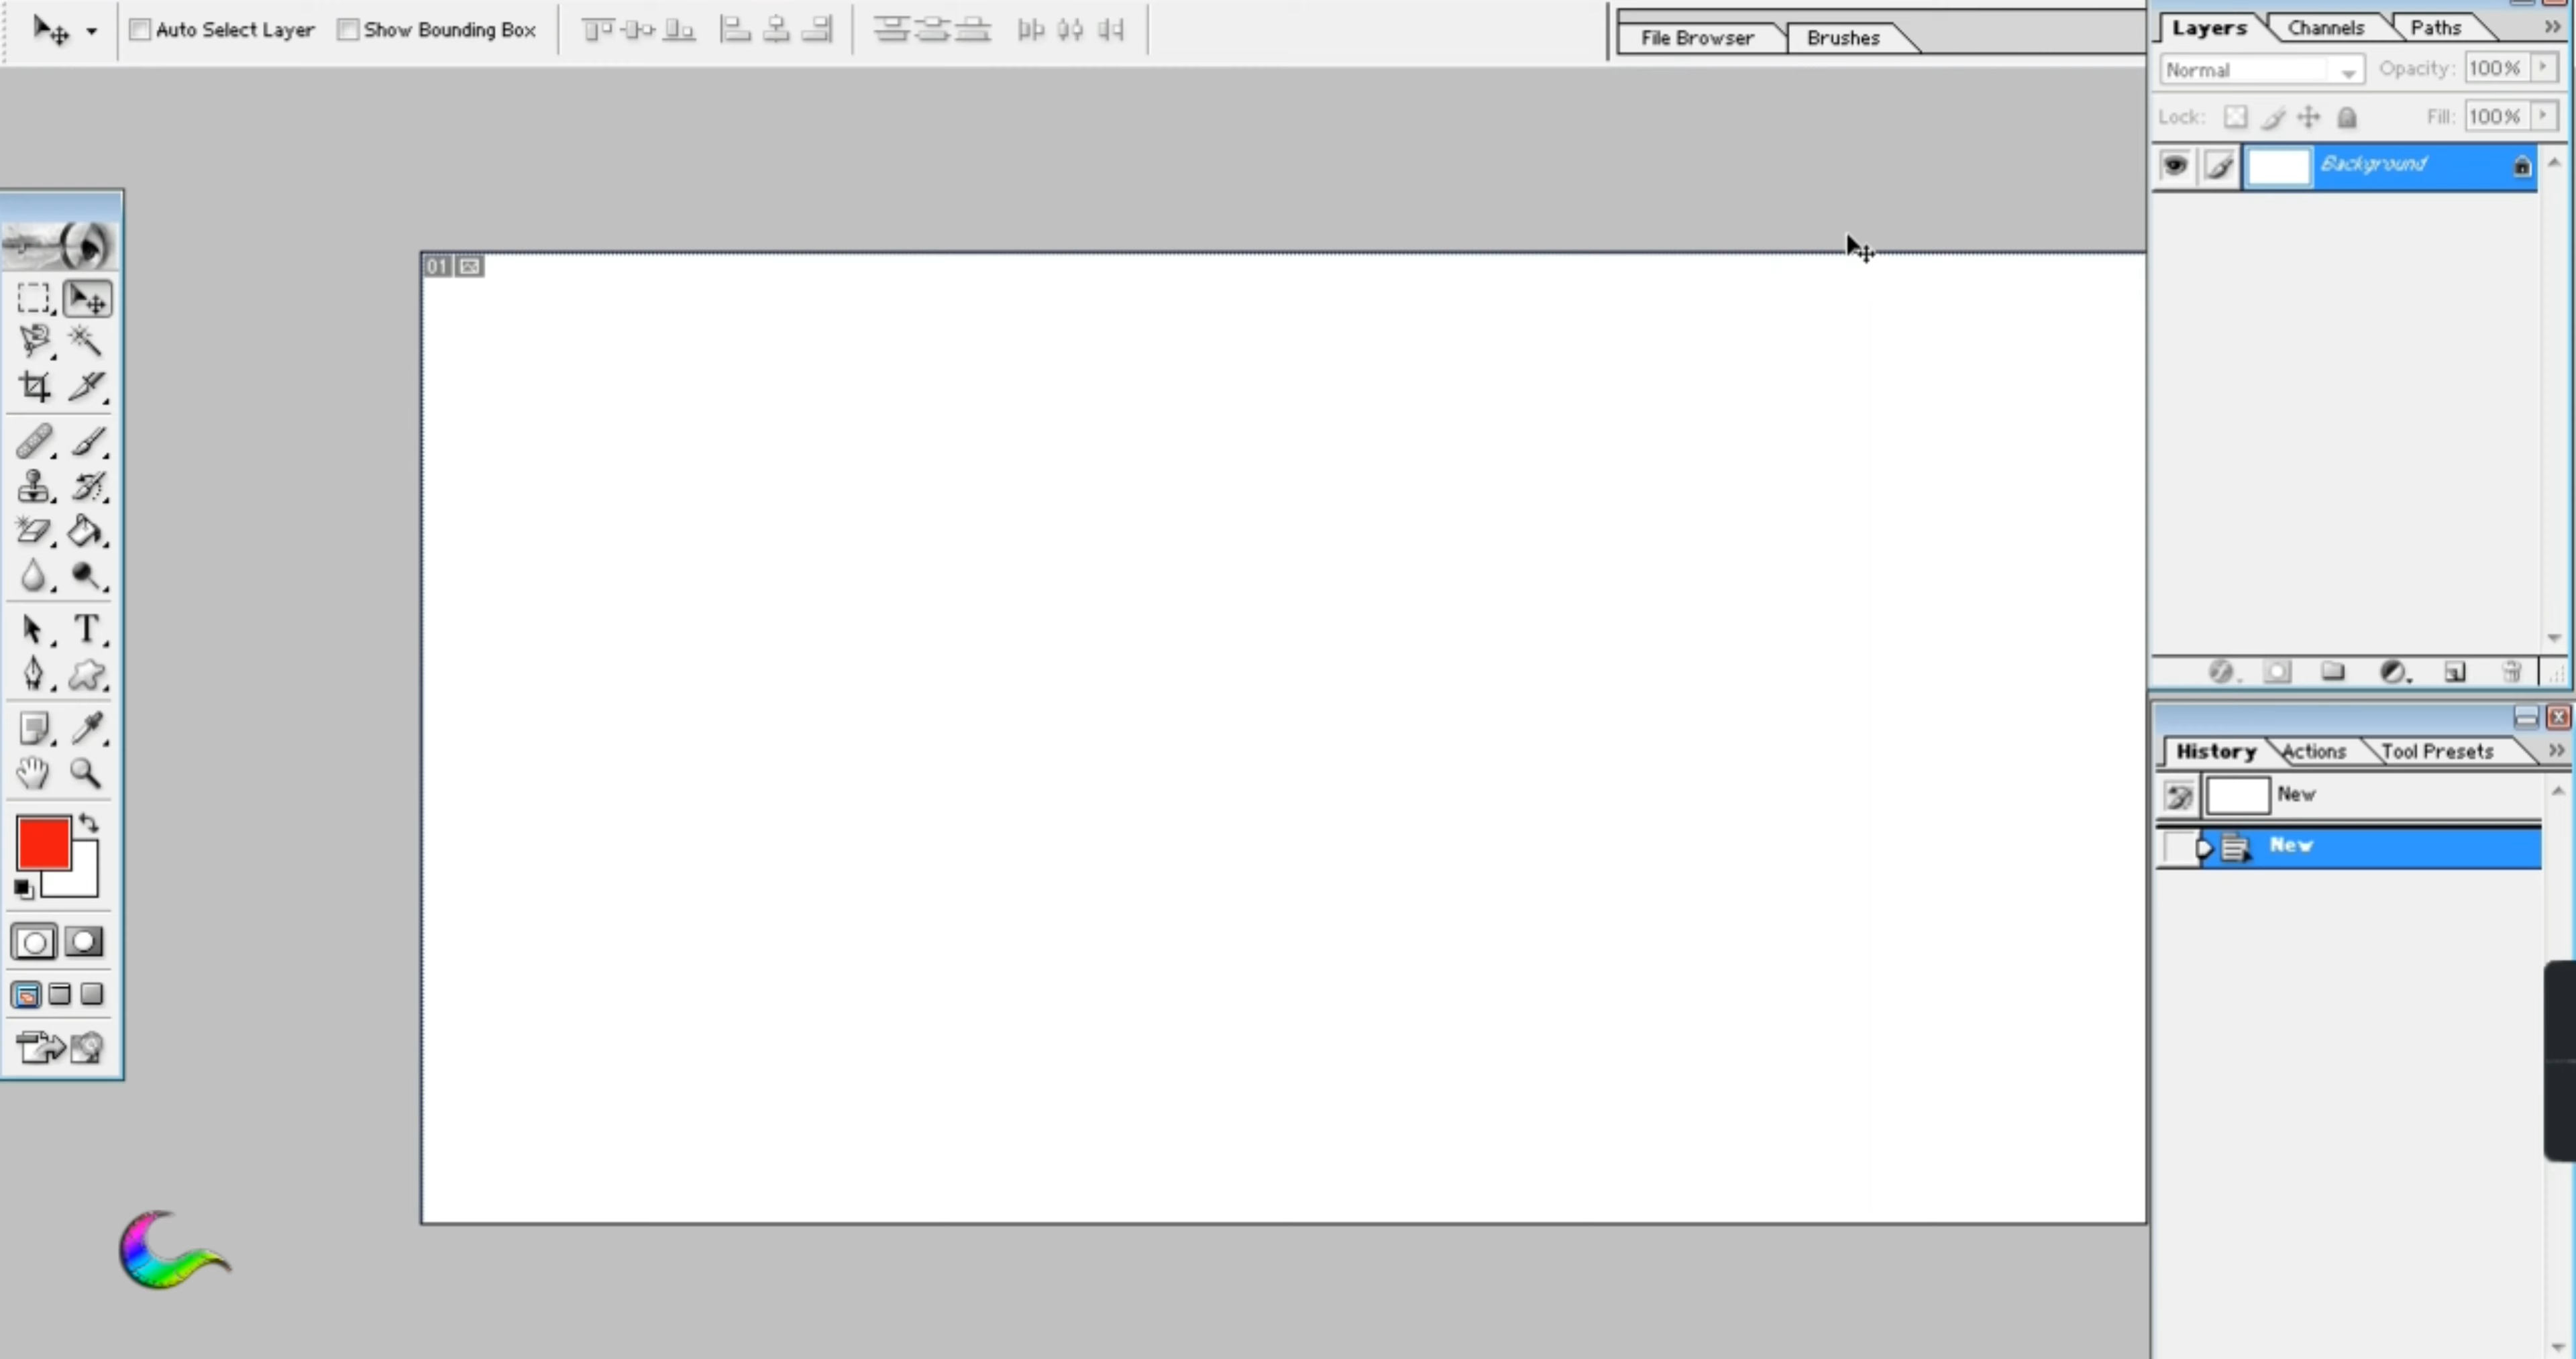 Auto Select Layer
Show Bounding Box
File Browser
Brushes
Layers
Channels
Paths
Normal
Opacity: 100%
Lock:
Fill: 100%
Background
01
T
History
Actions
Tool Presets
New
New